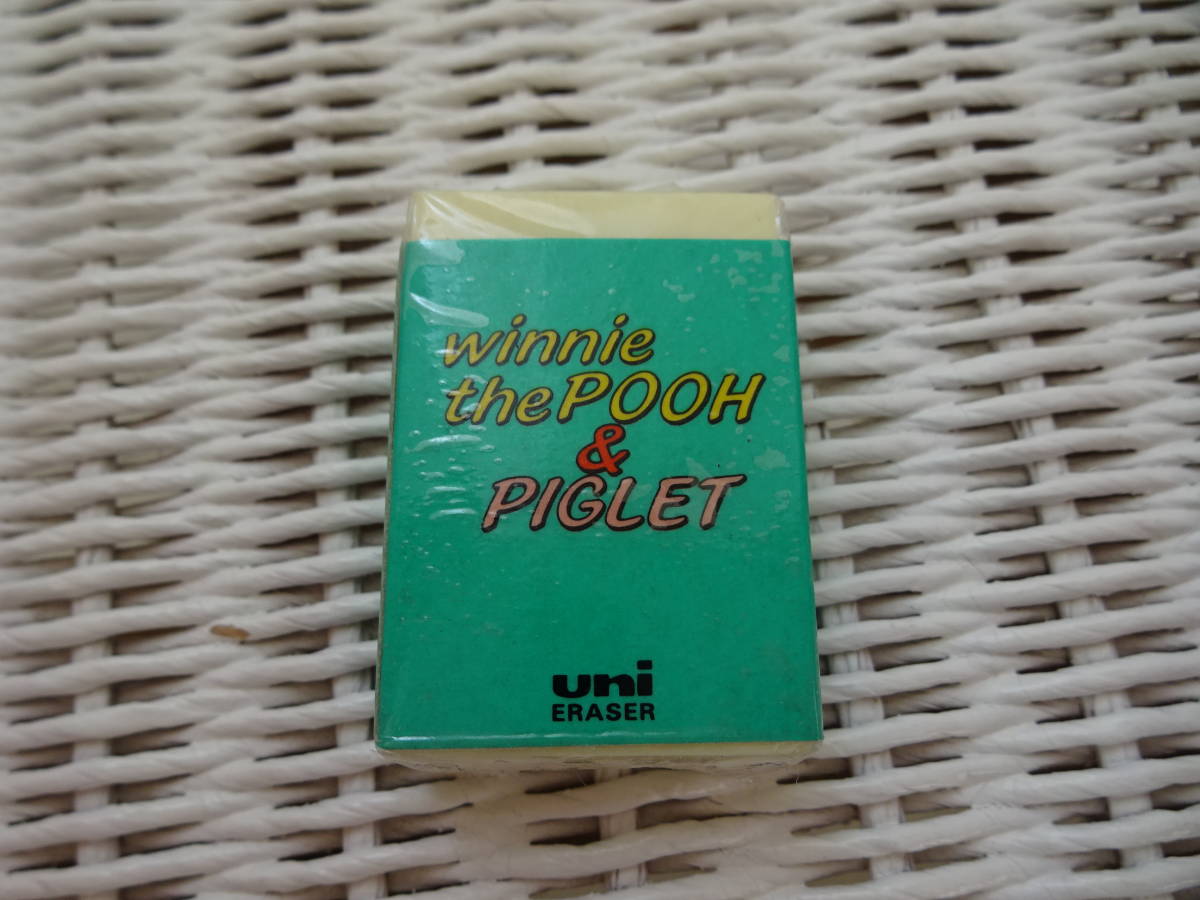 winnie
the POOH
&
PIGLET
uni
ERASER